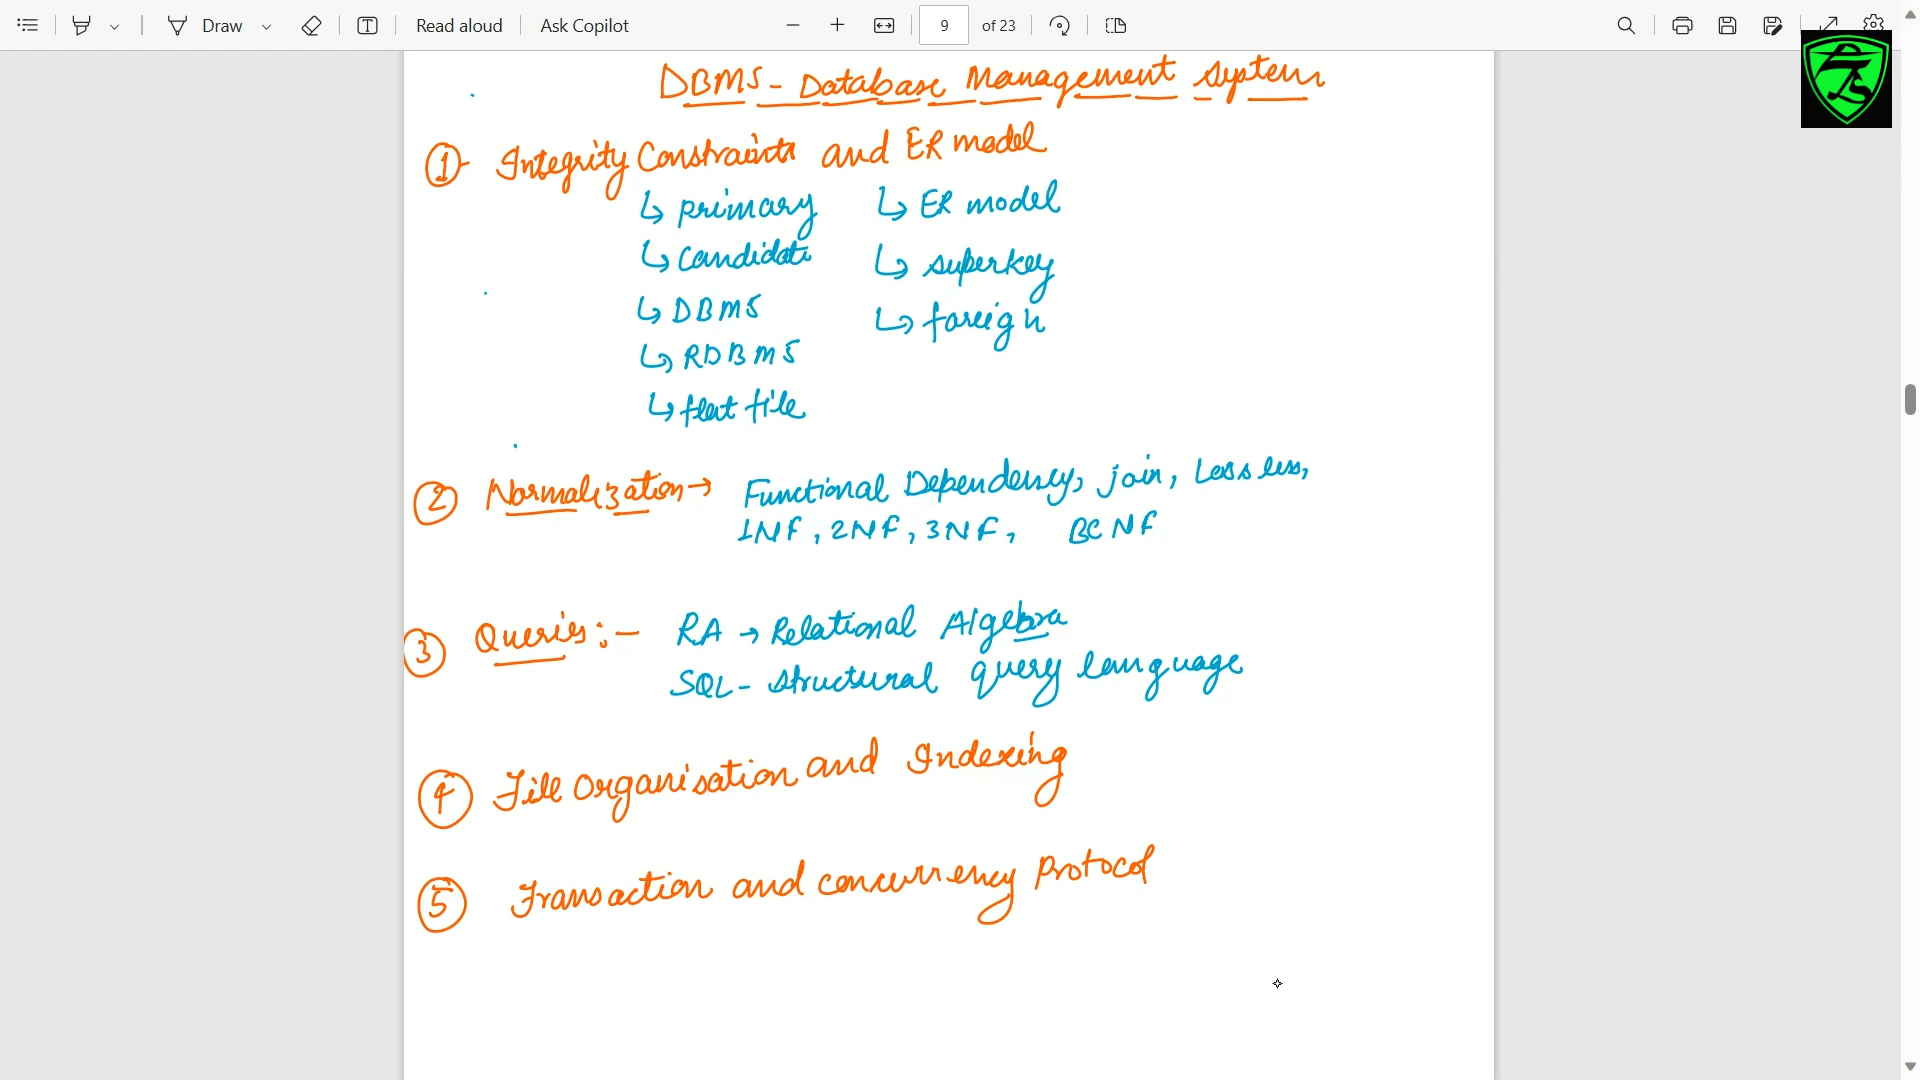 Draw
Read aloud
Ask Copilot
9 of 23
DBMS - Database Management System
① Integrity Constraints and ER model
↳ primary ↳ ER model
↳ candidate ↳ superkey
↳ DBMS ↳ foreign
↳ RDBMS
↳ flat file
② Normalization → Functional Dependency, join, Lossless,
1NF, 2NF, 3NF, BCNF
③ Queries :- RA → Relational Algebra
SQL - structural query language
④ File Organisation and Indexing
⑤ Transaction and concurrency Protocol